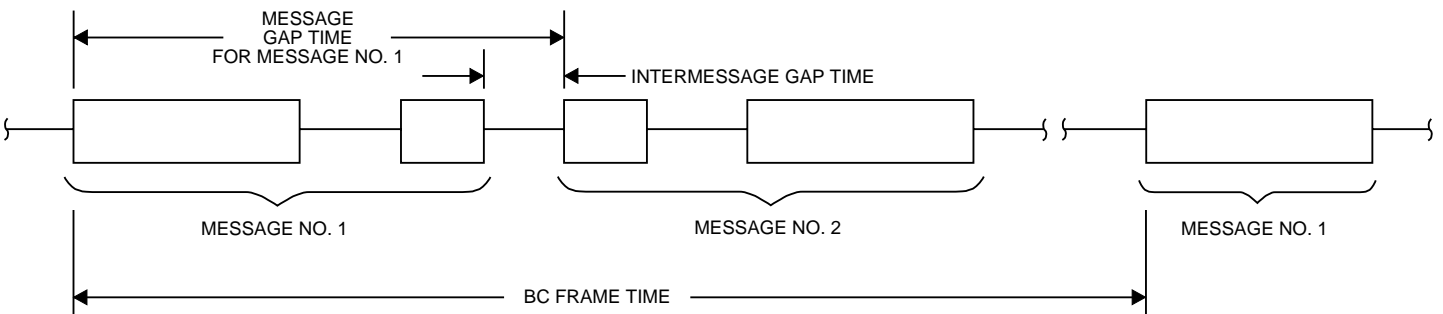 MESSAGE
GAP TIME
FOR MESSAGE NO. 1
INTERMESSAGE GAP TIME
MESSAGE NO. 1
MESSAGE NO. 2
MESSAGE NO. 1
BC FRAME TIME